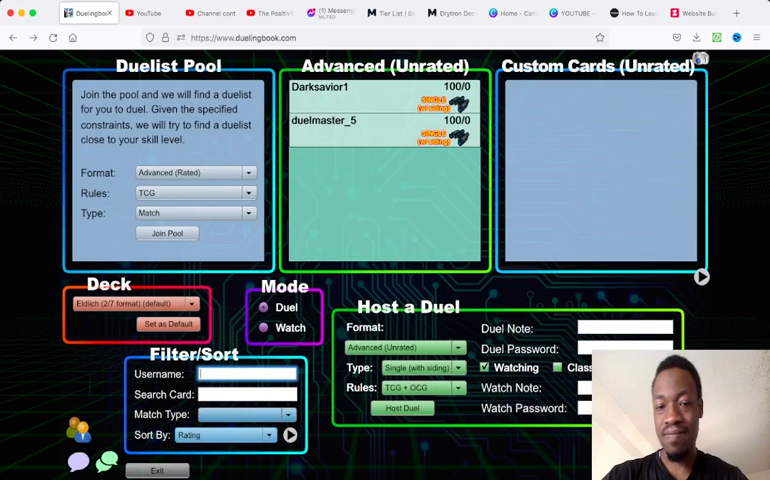 Duelingbook
YouTube
Channel cont
The Positivit
Messenge
MUTED
Tier List | Be
Drytron Deck
Home - Can
YOUTUBE -
How To Lear
Website Bui
https://www.duelingbook.com
Duelist Pool
Join the pool and we will find a duelist
for you to duel. Given the specified
constraints, we will try to find a duelist
close to your skill level.
Format: Advanced (Rated)
Rules: TCG
Type: Match
Join Pool
Advanced (Unrated)
Darksavior1 100/0
SINGLE
(w/ siding)
duelmaster_5 100/0
SINGLE
(w/ siding)
Custom Cards (Unrated)
Deck
Eldlich (2/7 format) (default)
Set as Default
Mode
Duel
Watch
Host a Duel
Format:
Advanced (Unrated)
Type: Single (with siding)
Rules: TCG + OCG
Host Duel
Duel Note:
Duel Password:
Watching Class
Watch Note:
Watch Password:
Filter/Sort
Username:
Search Card:
Match Type:
Sort By: Rating
Exit